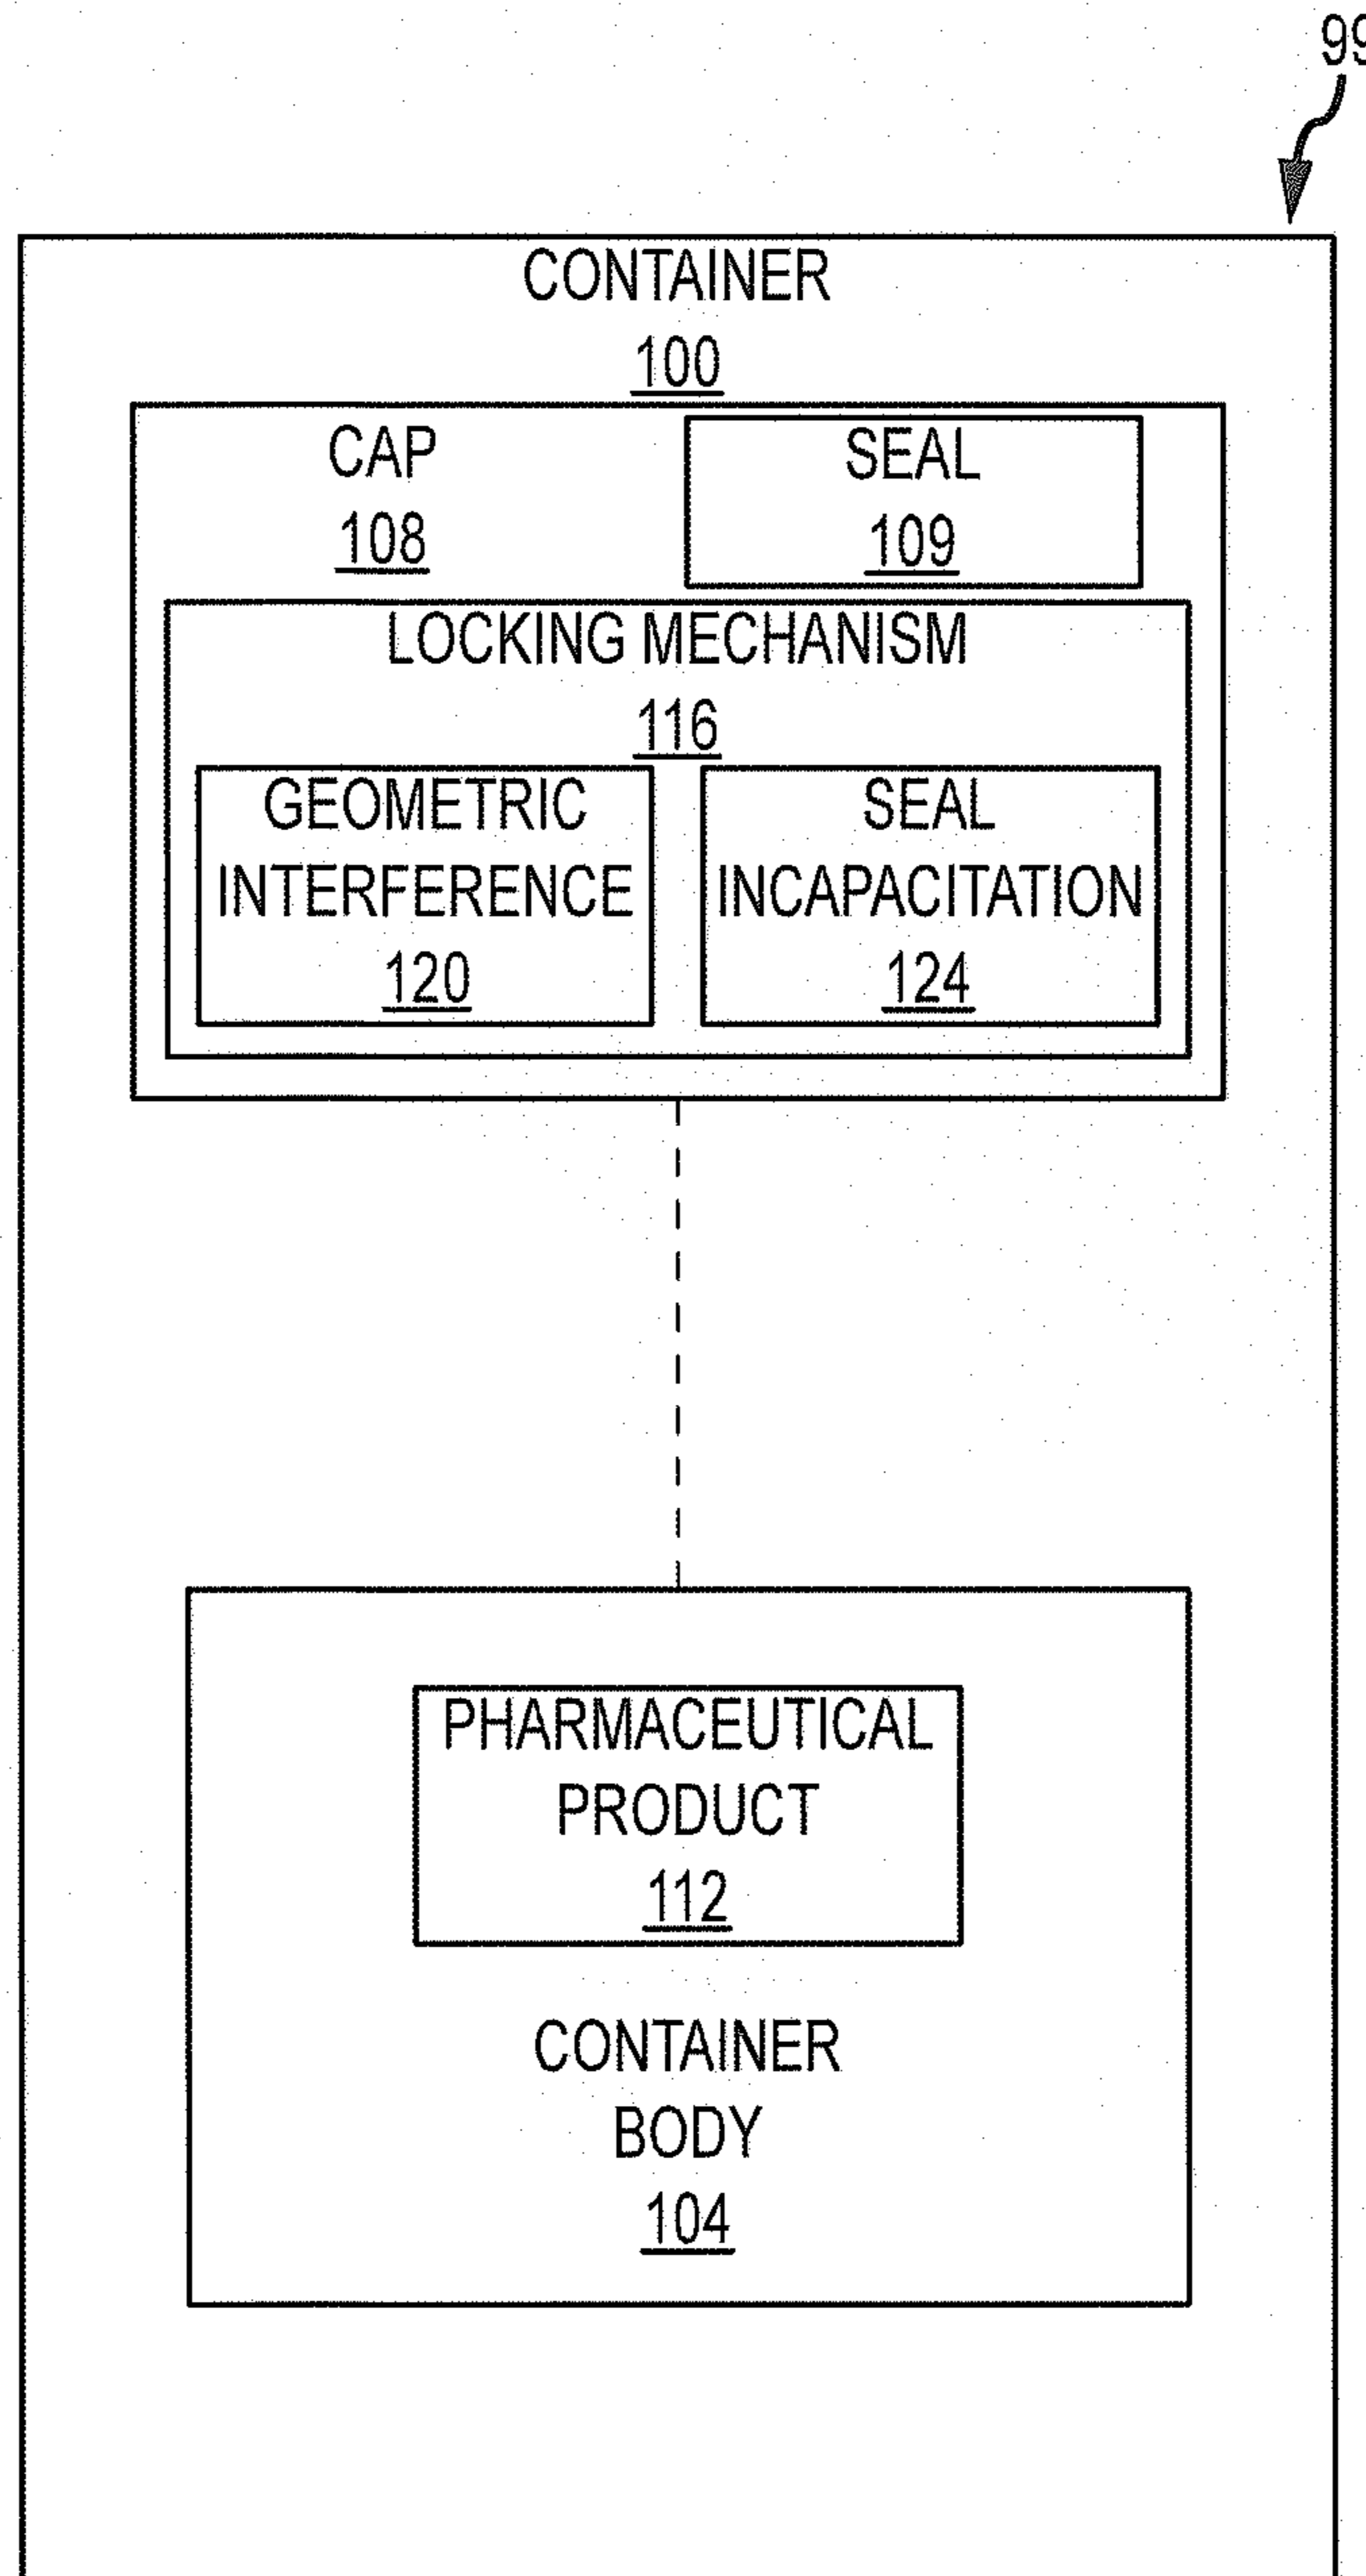 99
CONTAINER
100
CAP
108
SEAL
109
LOCKING MECHANISM
116
GEOMETRIC
INTERFERENCE
120
SEAL
INCAPACITATION
124
PHARMACEUTICAL
PRODUCT
112
CONTAINER
BODY
104